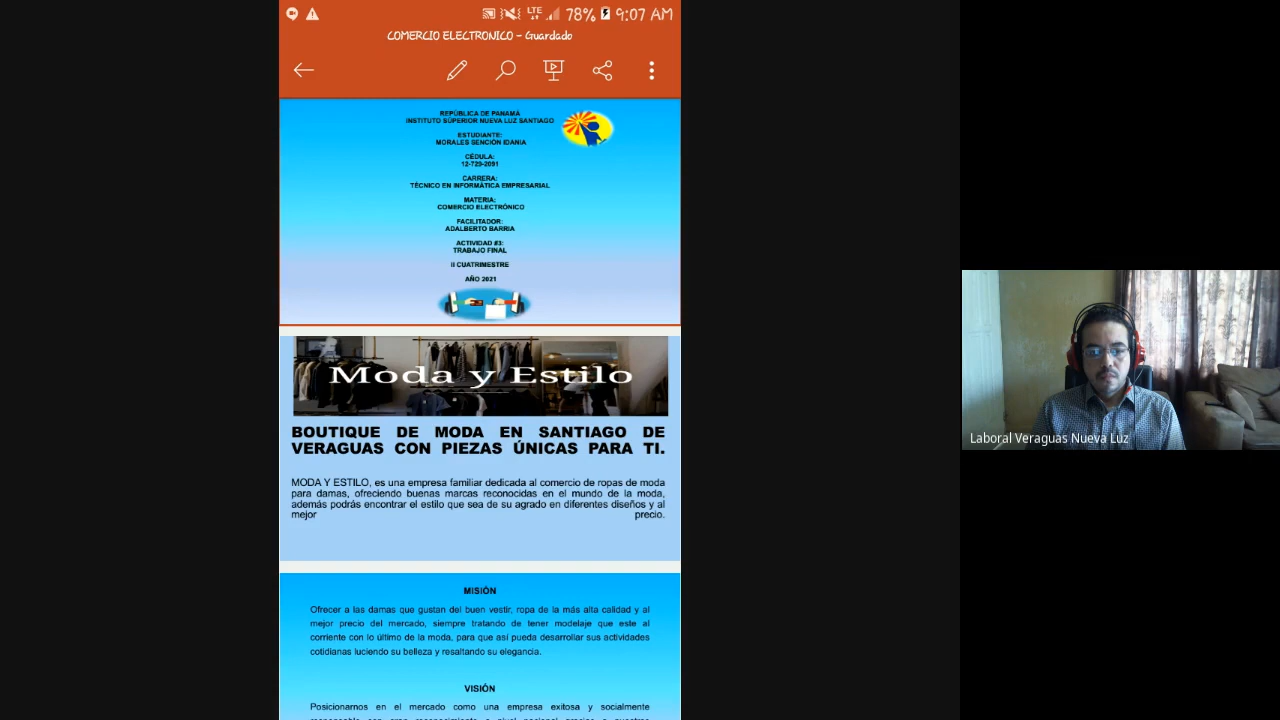 LTE 78% 9:07 AM
COMERCIO ELECTRONICO – Guardado
REPÚBLICA DE PANAMÁ
INSTITUTO SÚPERIOR NUEVA LUZ SANTIAGO
ESTUDIANTE:
MORALES SENCIÓN IDANIA
CÉDULA:
12-729-2091
CARRERA:
TÉCNICO EN INFORMÁTICA EMPRESARIAL
MATERIA:
COMERCIO ELECTRÓNICO
FACILITADOR:
ADALBERTO BARRIA
ACTIVIDAD #3:
TRABAJO FINAL
II CUATRIMESTRE
AÑO 2021
Moda y Estilo
BOUTIQUE DE MODA EN SANTIAGO DE
VERAGUAS CON PIEZAS ÚNICAS PARA TI.
MODA Y ESTILO, es una empresa familiar dedicada al comercio de ropas de moda
para damas, ofreciendo buenas marcas reconocidas en el mundo de la moda,
además podrás encontrar el estilo que sea de su agrado en diferentes diseños y al
mejor precio.
MISIÓN
Ofrecer a las damas que gustan del buen vestir, ropa de la más alta calidad y al
mejor precio del mercado, siempre tratando de tener modelaje que este al
corriente con lo último de la moda, para que así pueda desarrollar sus actividades
cotidianas luciendo su belleza y resaltando su elegancia.
VISIÓN
Posicionarnos en el mercado como una empresa exitosa y socialmente
Laboral Veraguas Nueva Luz